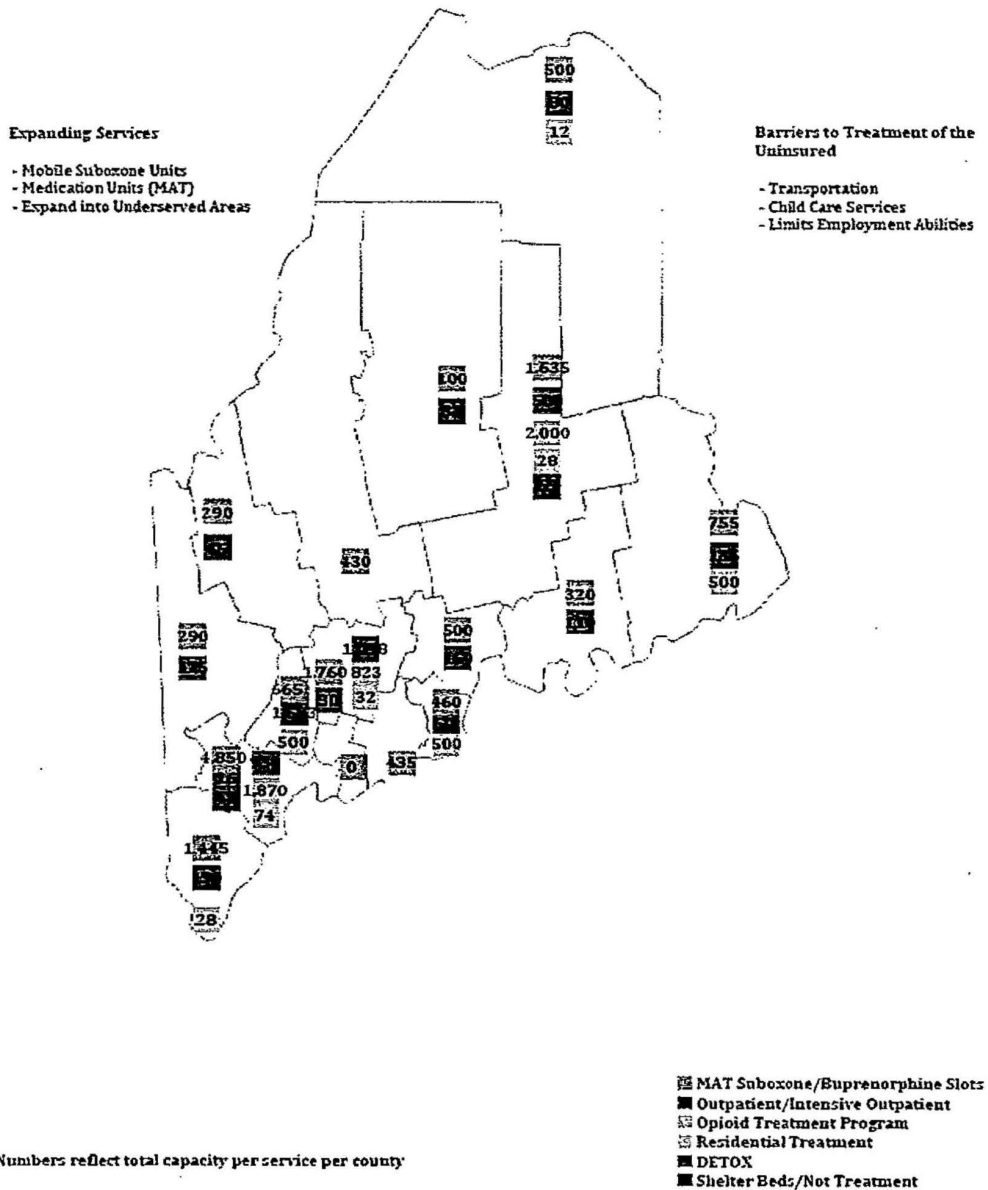 500
12
Expanding Services
- Mobile Suboxone Units
- Medication Units (MAT)
- Expand into Underserved Areas
Barriers to Treatment of the
Uninsured
- Transportation
- Child Care Services
- Limits Employment Abilities
100
1,635
2,000
28
290
430
755
500
320
290
500
1,760
823
32
460
500
500
4,850
1,870
74
0
435
1,445
28
MAT Suboxone/Buprenorphine Slots
Outpatient/Intensive Outpatient
Opioid Treatment Program
Residential Treatment
DETOX
Shelter Beds/Not Treatment
Numbers reflect total capacity per service per county